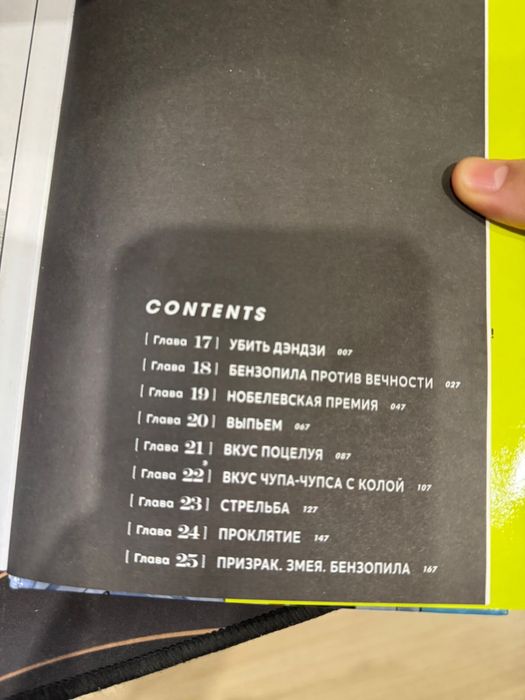 CONTENTS
[ Глава 17 ] УБИТЬ ДЭНДЗИ 007
[ Глава 18 ] БЕНЗОПИЛА ПРОТИВ ВЕЧНОСТИ 027
[ Глава 19 ] НОБЕЛЕВСКАЯ ПРЕМИЯ 047
[ Глава 20 ] ВЫПЬЕМ 067
[ Глава 21 ] ВКУС ПОЦЕЛУЯ 087
[ Глава 22 ] ВКУС ЧУПА-ЧУПСА С КОЛОЙ 107
[ Глава 23 ] СТРЕЛЬБА 127
[ Глава 24 ] ПРОКЛЯТИЕ 147
[ Глава 25 ] ПРИЗРАК. ЗМЕЯ. БЕНЗОПИЛА 167